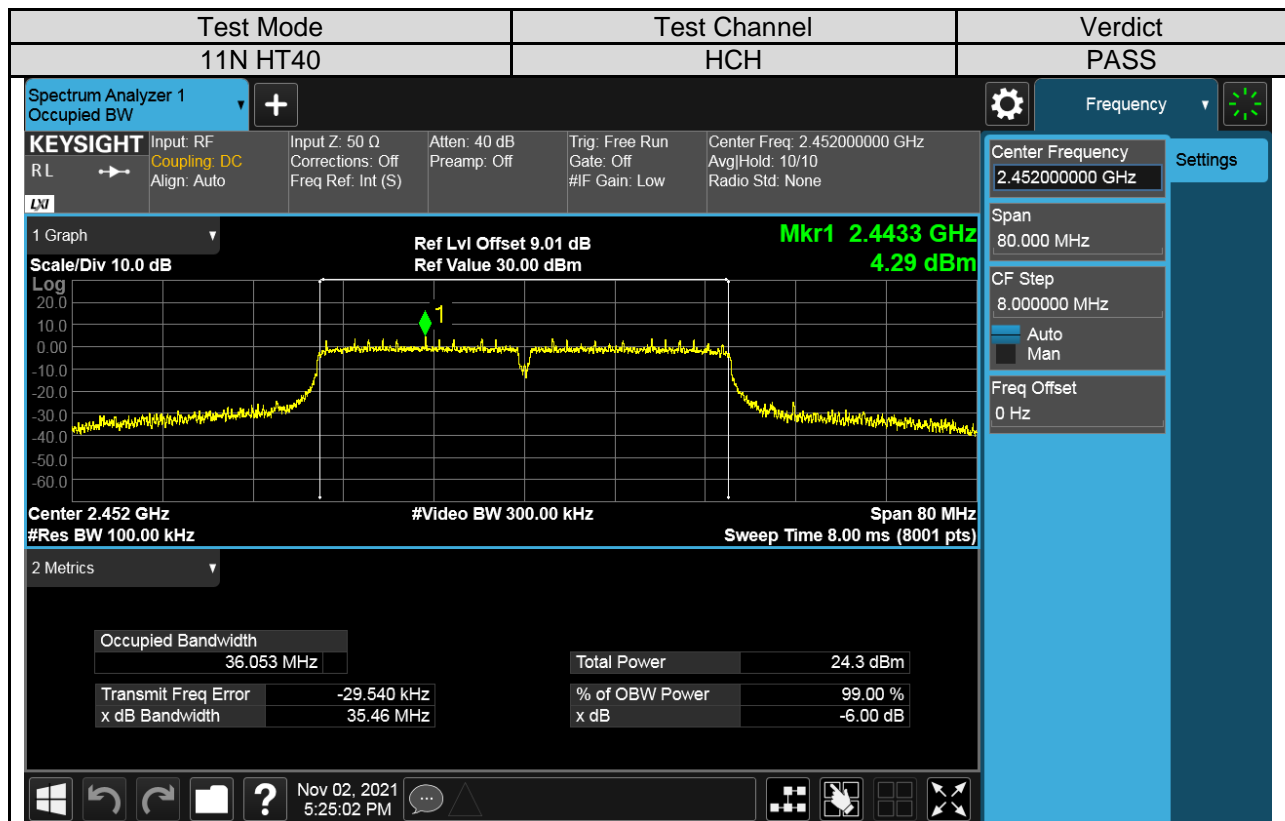 Test Mode Test Channel Verdict
11N HT40 HCH PASS
Spectrum Analyzer 1
Occupied BW
+
Frequency
KEYSIGHT
RL
LXI
Input: RF
Coupling: DC
Align: Auto
Input Z: 50 Ω
Corrections: Off
Freq Ref: Int (S)
Atten: 40 dB
Preamp: Off
Trig: Free Run
Gate: Off
#IF Gain: Low
Center Freq: 2.452000000 GHz
Avg|Hold: 10/10
Radio Std: None
Center Frequency
2.452000000 GHz
Settings
Span
80.000 MHz
CF Step
8.000000 MHz
Auto
Man
Freq Offset
0 Hz
1 Graph
Scale/Div 10.0 dB
Ref Lvl Offset 9.01 dB
Ref Value 30.00 dBm
Mkr1 2.4433 GHz
4.29 dBm
Log
20.0
10.0
0.00
-10.0
-20.0
-30.0
-40.0
-50.0
-60.0
1
Center 2.452 GHz
#Res BW 100.00 kHz
#Video BW 300.00 kHz
Span 80 MHz
Sweep Time 8.00 ms (8001 pts)
2 Metrics
Occupied Bandwidth
36.053 MHz
Total Power 24.3 dBm
Transmit Freq Error -29.540 kHz
% of OBW Power 99.00 %
x dB Bandwidth 35.46 MHz
x dB -6.00 dB
?
Nov 02, 2021
5:25:02 PM